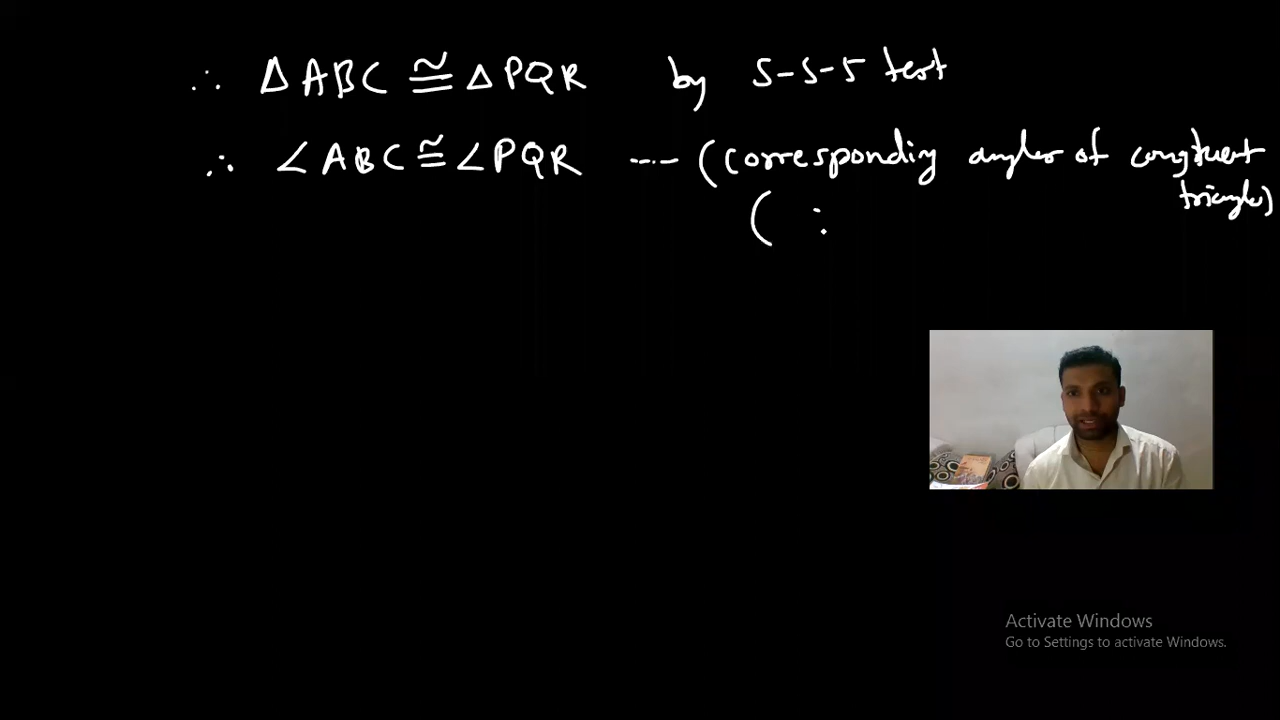 ∴ ΔABC ≅ ΔPQR by S-S-S test
∴ ∠ABC ≅ ∠PQR ---- (corresponding angles of congruent
triangles)
( :
Activate Windows
Go to Settings to activate Windows.